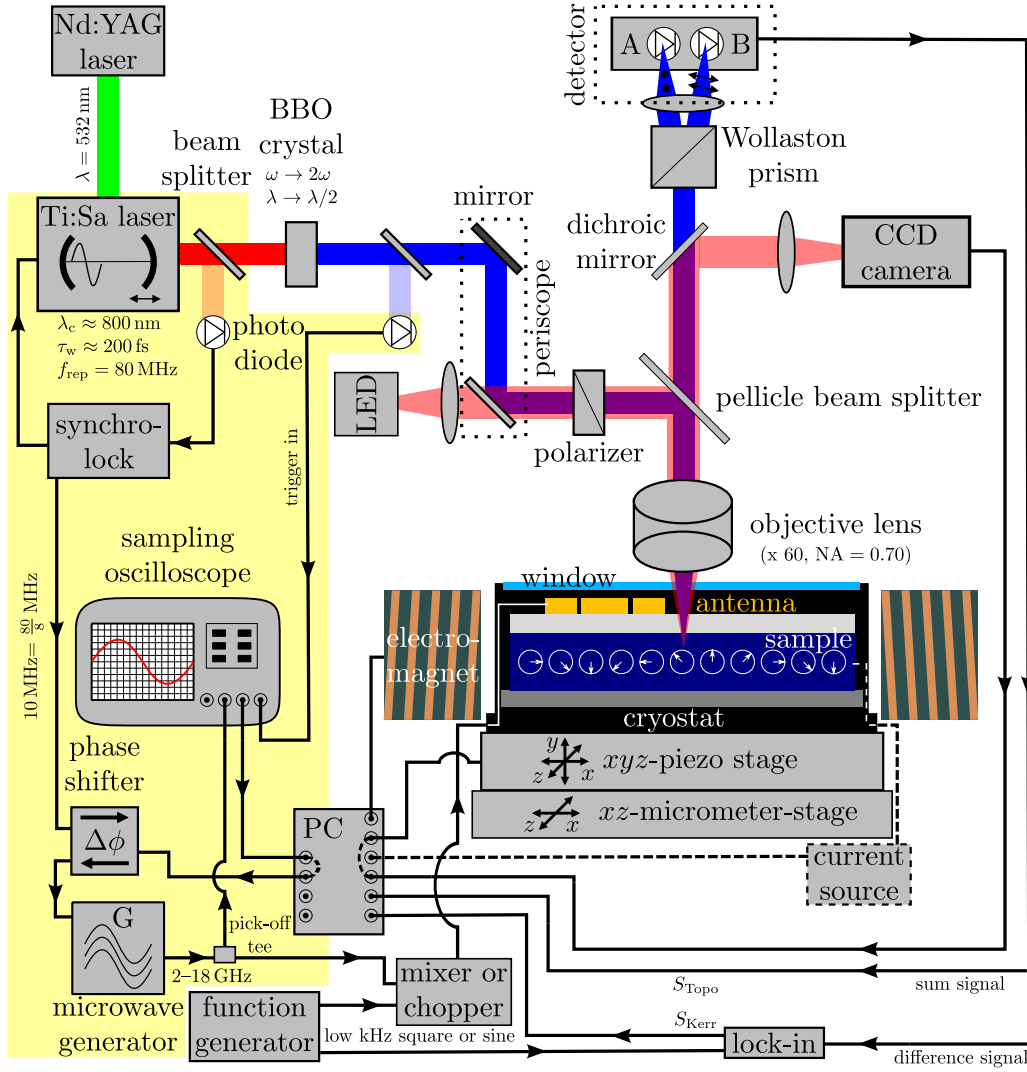 Nd:YAG
laser
λ = 532 nm
BBO
crystal
ω → 2ω
λ → λ/2
beam
splitter
Ti:Sa laser
λc ≈ 800 nm
τw ≈ 200 fs
frep = 80 MHz
photo
diode
mirror
periscope
detector
A
B
Wollaston
prism
dichroic
mirror
CCD
camera
LED
polarizer
pellicle beam splitter
synchro-
lock
trigger in
objective lens
(x 60, NA = 0.70)
sampling
oscilloscope
10 MHz= 80/8 MHz
window
antenna
electro-
magnet
sample
cryostat
y
z
x
xyz-piezo stage
z
x
xz-micrometer-stage
phase
shifter
Δϕ
PC
current
source
G
pick-off
tee
2–18 GHz
microwave
generator
mixer or
chopper
function
generator
low kHz square or sine
STopo
sum signal
SKerr
lock-in
difference signal